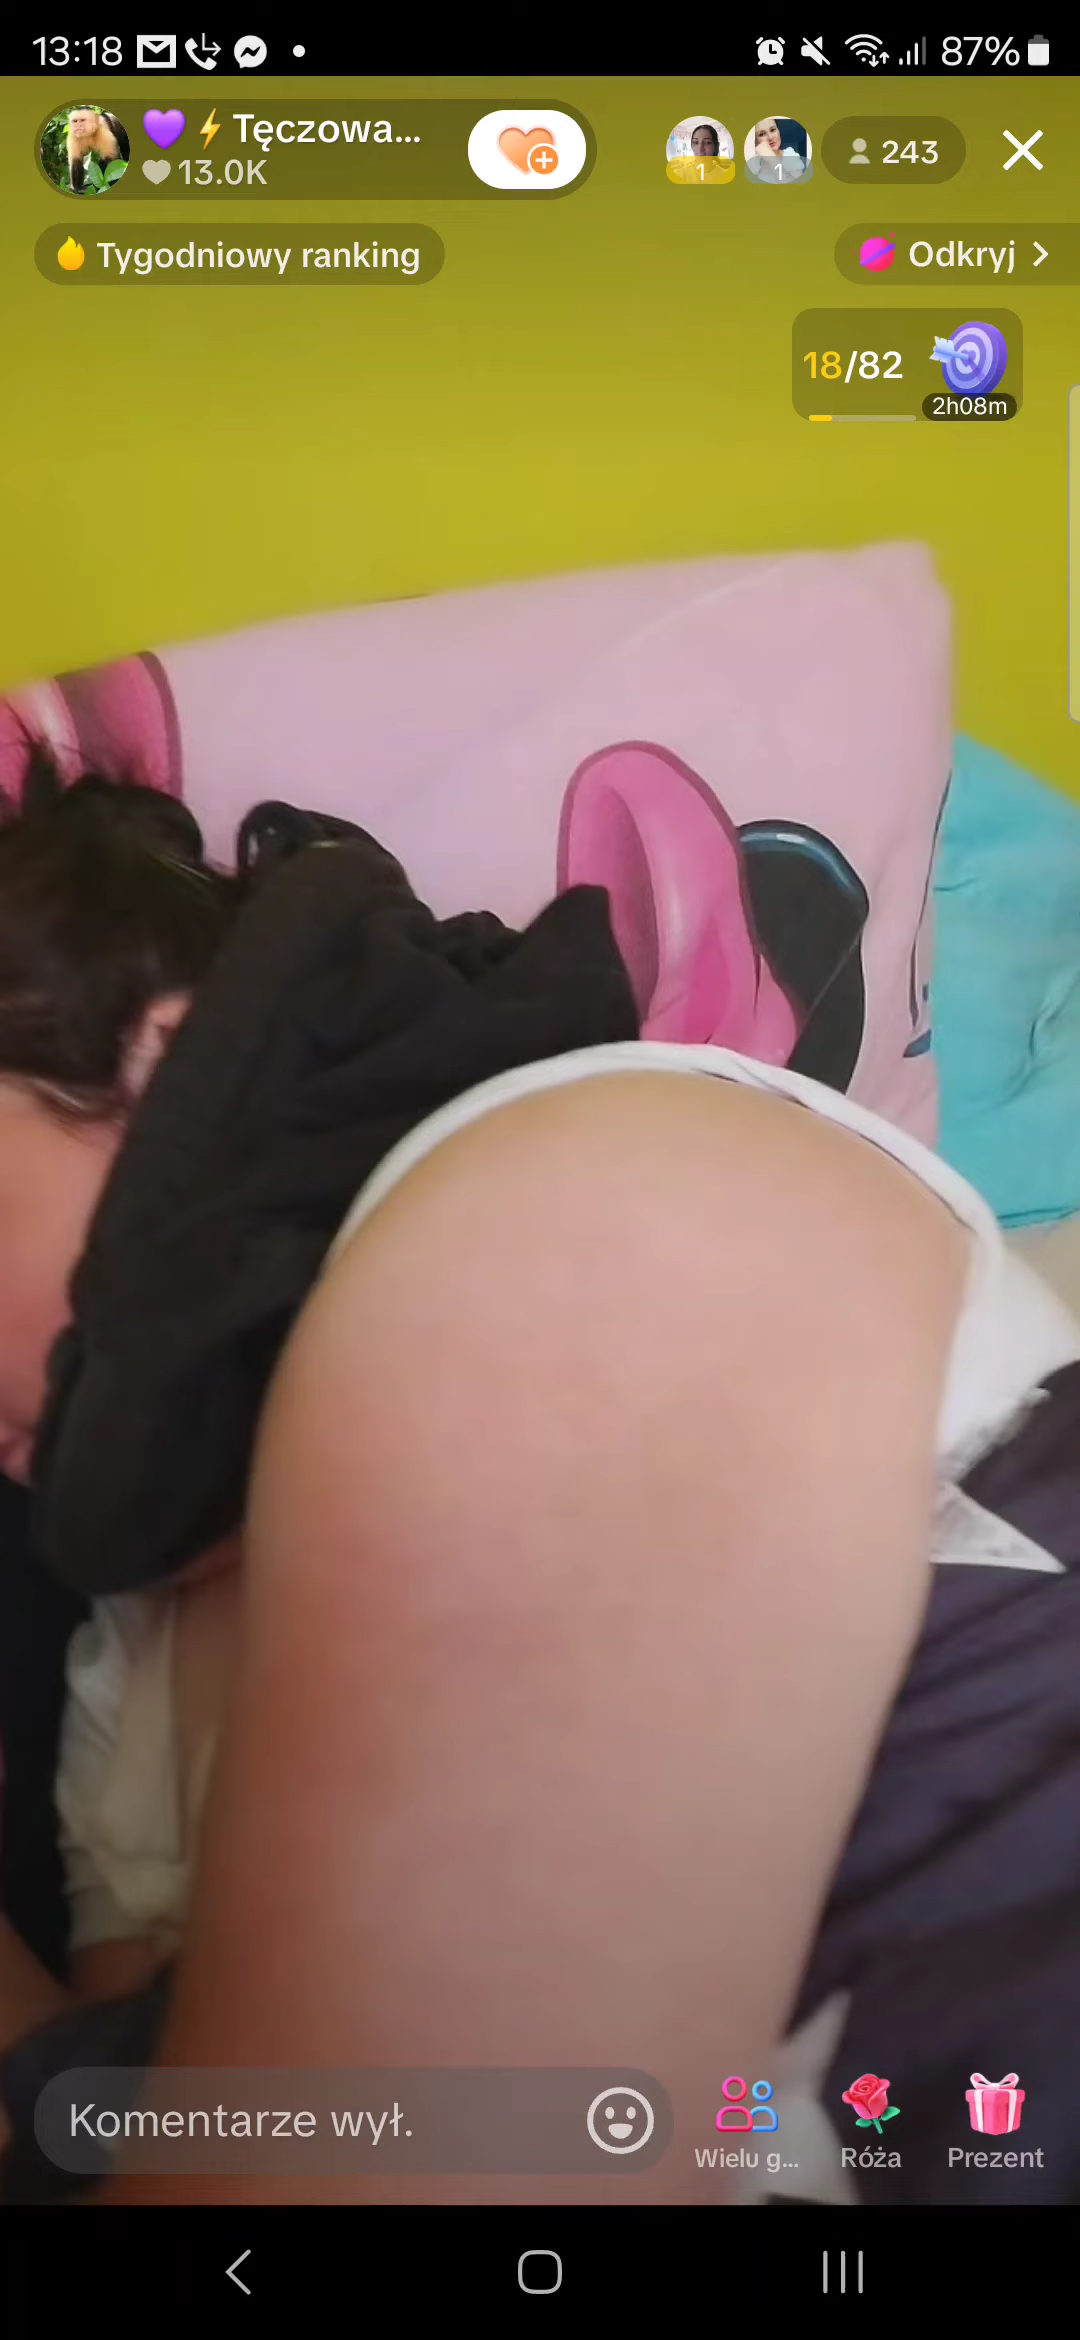 13:18
87%
💜⚡Tęczowa...
13.0K
1
1
243
Tygodniowy ranking
Odkryj
18/82
2h08m
Komentarze wył.
Wielu g...
Róża
Prezent